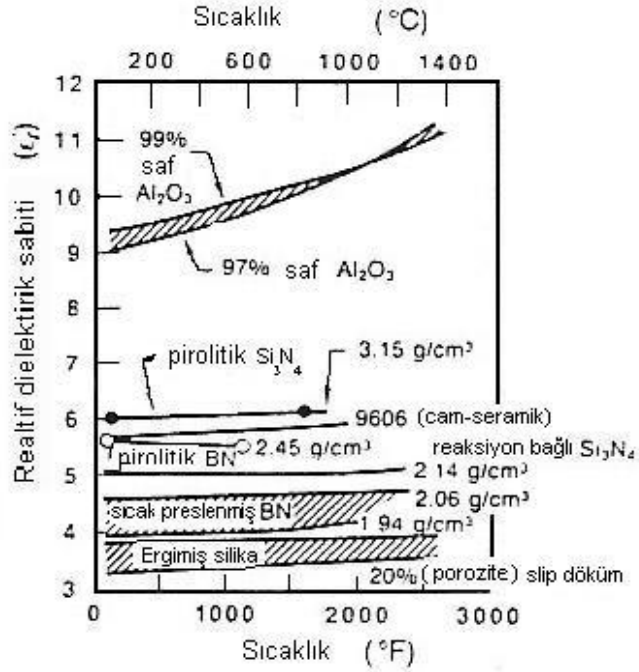 Sıcaklık (°C)
200 600 1000 1400
12
11
10
9
8
7
6
5
4
3
Realtif dielektirik sabiti (ε᷊r)
99%
saf
Al₂O₃
97% saf Al₂O₃
pirolitik Si₃N₄
3.15 g/cm³
9606 (cam-seramik)
pirolitik BN
2.45 g/cm³
reaksiyon bağlı Si₃N₄
2 14 g/cm³
sıcak preslenmiş BN
2.06 g/cm³
1 94 g/cm³
Ergimiş silika
20% (porozite) slip döküm
0 1000 2000 3000
Sıcaklık (°F)